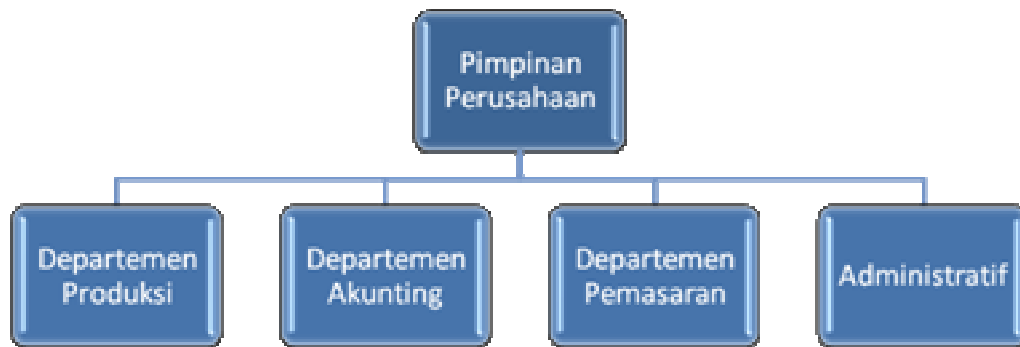 Pimpinan
Perusahaan
Departemen
Produksi
Departemen
Akunting
Departemen
Pemasaran
Administratif